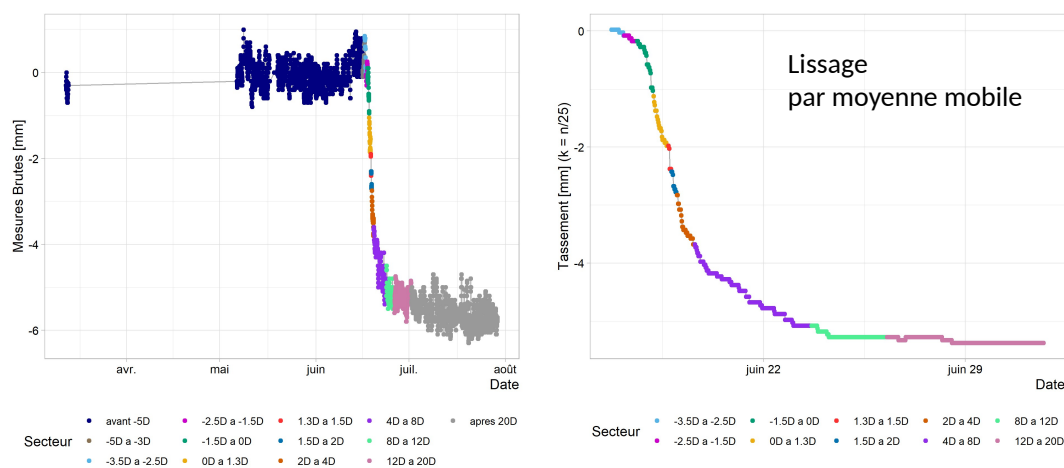 Mesures Brutes [mm]
0
-2
-4
-6
avr.
mai
juin
juil.
août
Date
Secteur
avant -5D
-5D a -3D
-3.5D a -2.5D
-2.5D a -1.5D
-1.5D a 0D
0D a 1.3D
1.3D a 1.5D
1.5D a 2D
2D a 4D
4D a 8D
8D a 12D
12D a 20D
apres 20D
Lissage
par moyenne mobile
Tassement [mm] (k = n/25)
0
-2
-4
juin 22
juin 29
Date
Secteur
-3.5D a -2.5D
-2.5D a -1.5D
-1.5D a 0D
0D a 1.3D
1.3D a 1.5D
1.5D a 2D
2D a 4D
4D a 8D
8D a 12D
12D a 20D